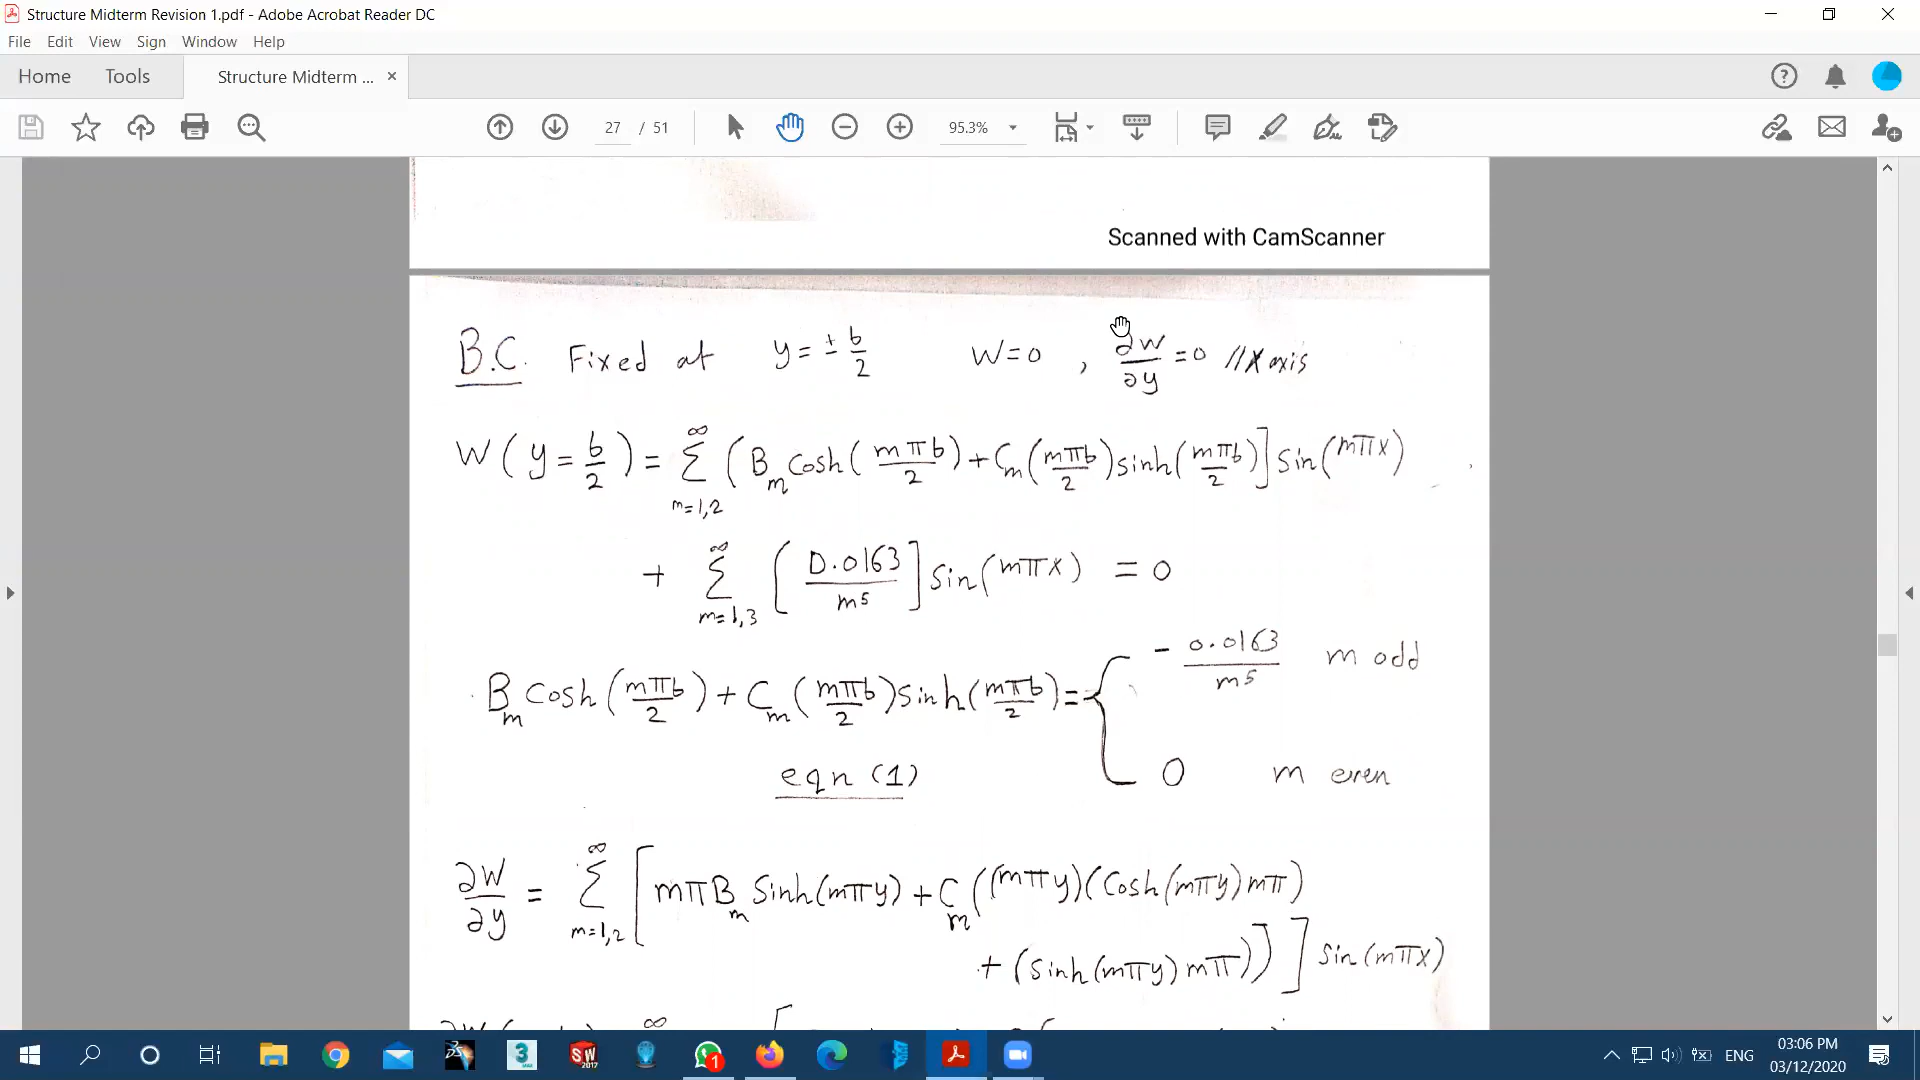 Structure Midterm Revision 1.pdf - Adobe Acrobat Reader DC
File Edit View Sign Window Help
Home Tools Structure Midterm ... ×
27 / 51 95.3%
Scanned with CamScanner
B.C. Fixed at y = ± b/2 W=0 , ∂W/∂y = 0 // X axis
W(y = b/2) = ∑_{m=1,2}^{∞} (B_m Cosh(mπb/2) + C_m (mπb/2) sinh(mπb/2)] Sin(mπx)
+ ∑_{m=1,3}^{∞} [0.0163/m⁵] Sin(mπx) = 0
B_m Cosh(mπb/2) + C_m (mπb/2) Sinh(mπb/2) = { - 0.0163/m⁵ m odd
0 m even
eqn (1)
∂W/∂y = ∑_{m=1,2}^{∞} [mπB_m Sinh(mπy) + C_m ((mπy)(Cosh(mπy) mπ)
+ (sinh(mπy) mπ))] Sin(mπx)
1
ENG
03:06 PM
03/12/2020